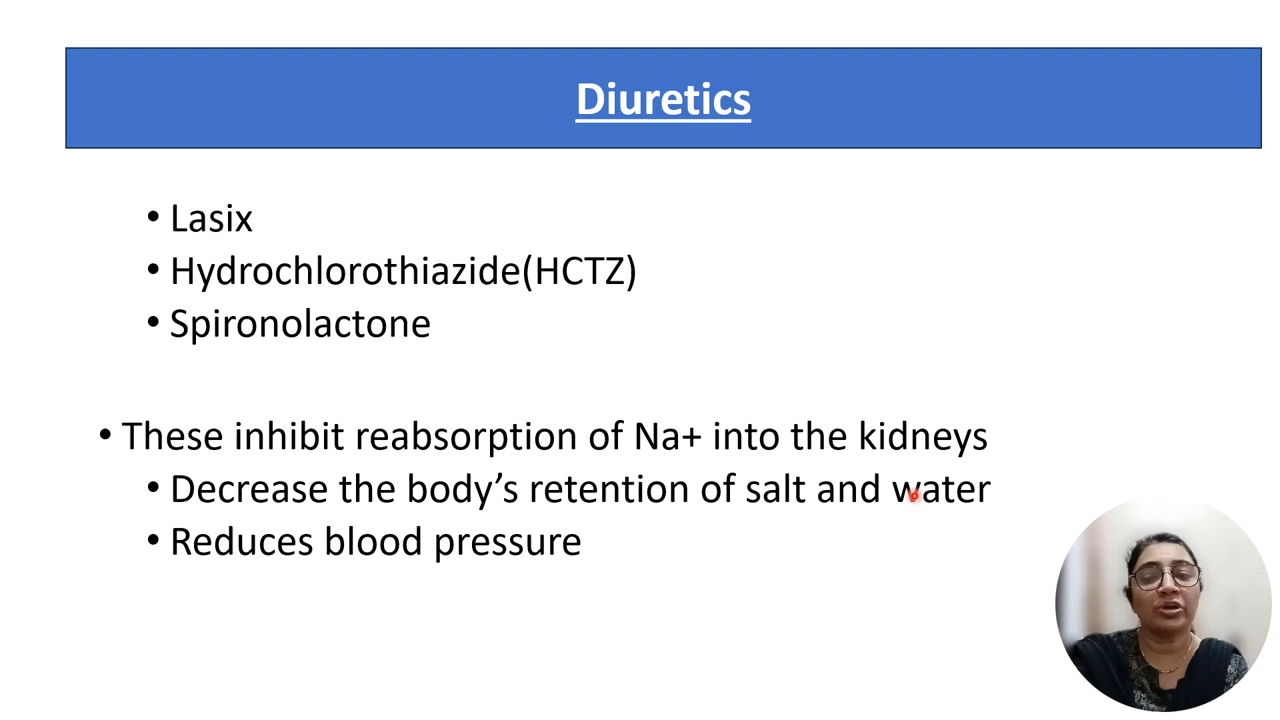 Diuretics
• Lasix
• Hydrochlorothiazide(HCTZ)
• Spironolactone
• These inhibit reabsorption of Na+ into the kidneys
• Decrease the body’s retention of salt and water
• Reduces blood pressure